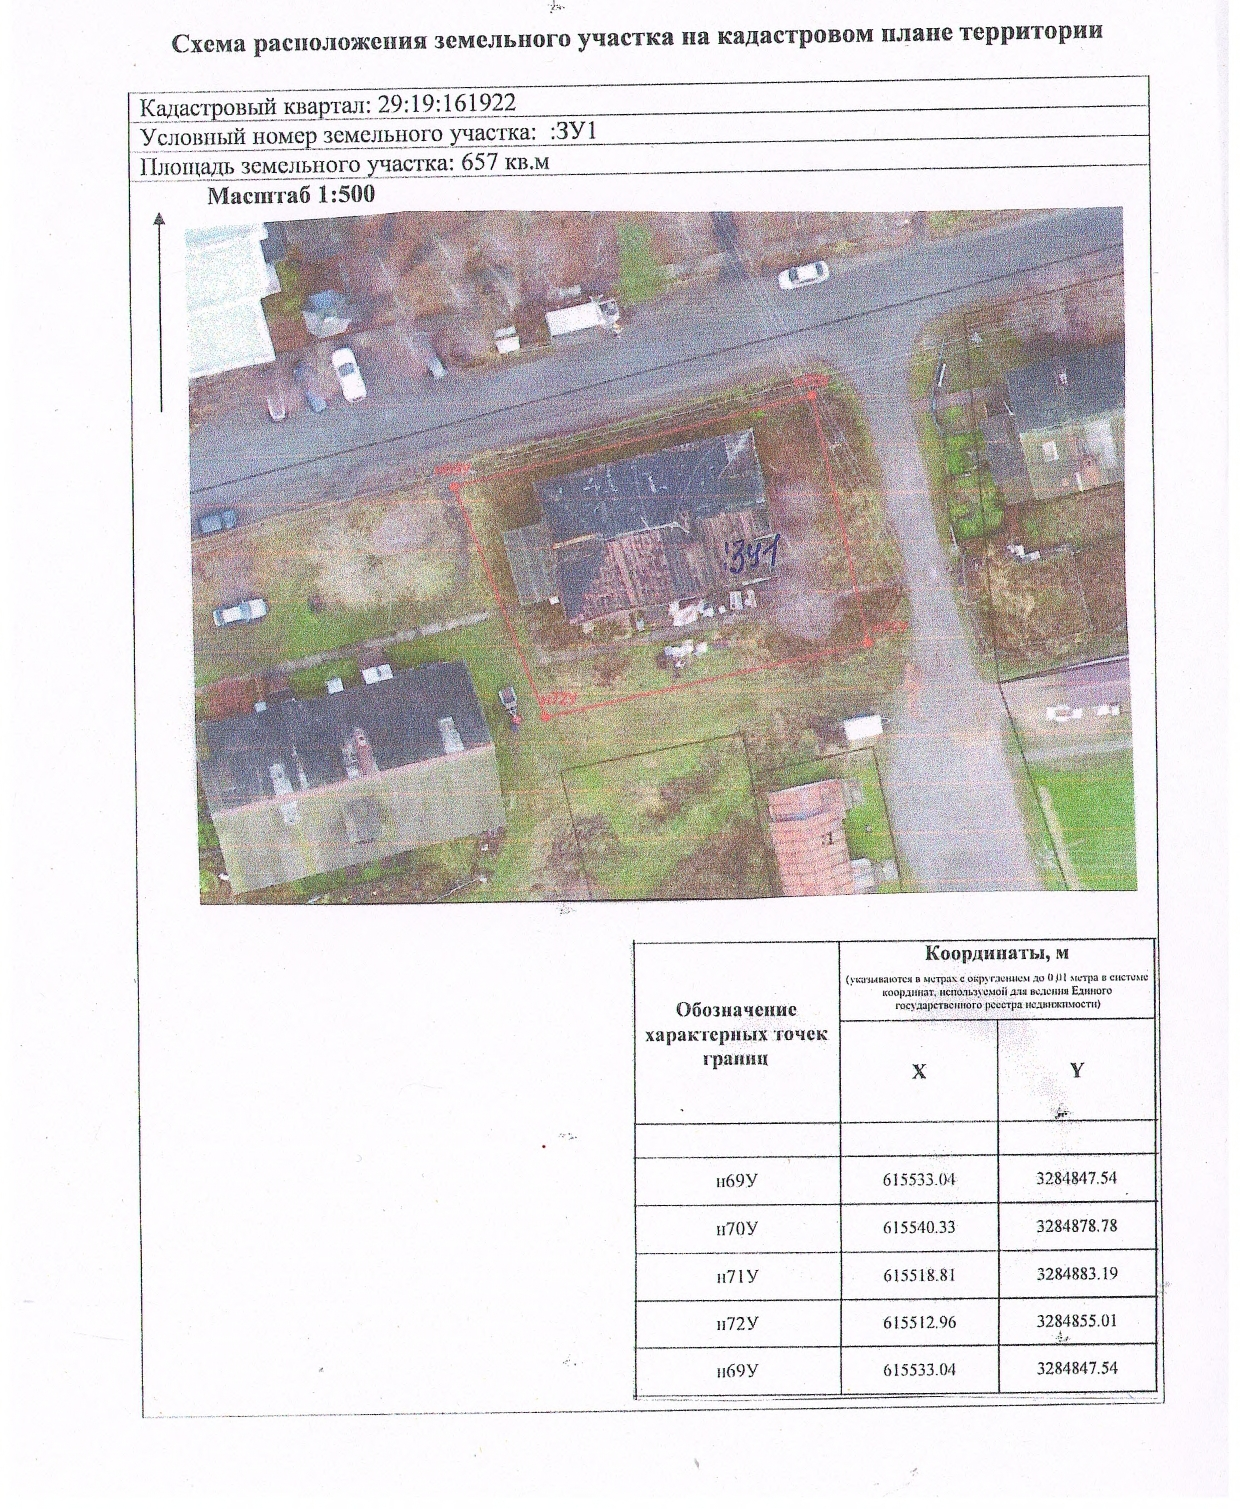 Схема расположения земельного участка на кадастровом плане территории
Кадастровый квартал: 29:19:161922
Условный номер земельного участка: :ЗУ1
Площадь земельного участка: 657 кв.м
Масштаб 1:500
:ЗУ1
н72У
:1
Обозначение
характерных точек
границ
Координаты, м
(указываются в метрах с округлением до 0,01 метра в системе
координат, используемой для ведения Единого
государственного реестра недвижимости)
X
Y
н69У 615533.04 3284847.54
н70У 615540.33 3284878.78
н71У 615518.81 3284883.19
н72У 615512.96 3284855.01
н69У 615533.04 3284847.54